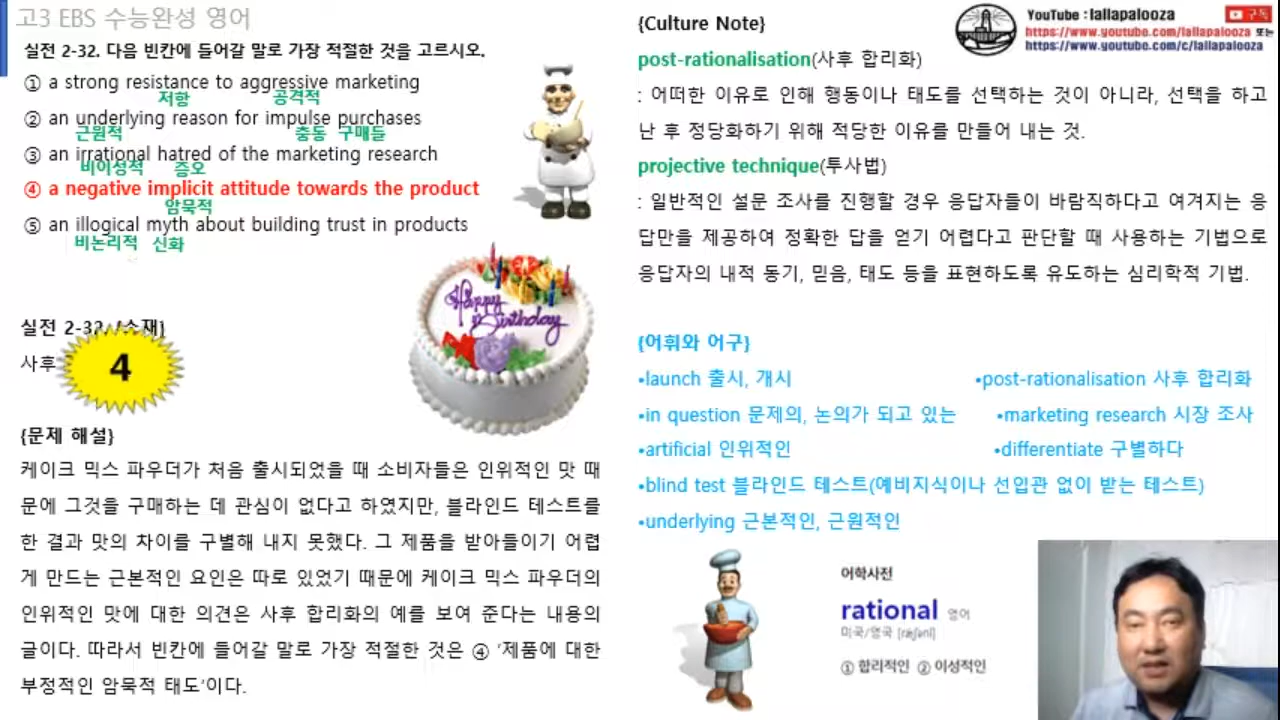 고3 EBS 수능완성 영어
실전 2-32. 다음 빈칸에 들어갈 말로 가장 적절한 것을 고르시오.
① a strong resistance to aggressive marketing
저항 공격적
② an underlying reason for impulse purchases
근원적 충동 구매들
③ an irrational hatred of the marketing research
비이성적 증오
④ a negative implicit attitude towards the product
암묵적
⑤ an illogical myth about building trust in products
비논리적 신화
Happy Birthday
실전 2-32. {소재}
사후
4
{문제 해설}
케이크 믹스 파우더가 처음 출시되었을 때 소비자들은 인위적인 맛 때
문에 그것을 구매하는 데 관심이 없다고 하였지만, 블라인드 테스트를
한 결과 맛의 차이를 구별해 내지 못했다. 그 제품을 받아들이기 어렵
게 만드는 근본적인 요인은 따로 있었기 때문에 케이크 믹스 파우더의
인위적인 맛에 대한 의견은 사후 합리화의 예를 보여 준다는 내용의
글이다. 따라서 빈칸에 들어갈 말로 가장 적절한 것은 ④ ‘제품에 대한
부정적인 암묵적 태도’이다.
{Culture Note}
post-rationalisation(사후 합리화)
: 어떠한 이유로 인해 행동이나 태도를 선택하는 것이 아니라, 선택을 하고
난 후 정당화하기 위해 적당한 이유를 만들어 내는 것.
projective technique(투사법)
: 일반적인 설문 조사를 진행할 경우 응답자들이 바람직하다고 여겨지는 응
답만을 제공하여 정확한 답을 얻기 어렵다고 판단할 때 사용하는 기법으로
응답자의 내적 동기, 믿음, 태도 등을 표현하도록 유도하는 심리학적 기법.
{어휘와 어구}
•launch 출시, 개시 •post-rationalisation 사후 합리화
•in question 문제의, 논의가 되고 있는 •marketing research 시장 조사
•artificial 인위적인 •differentiate 구별하다
•blind test 블라인드 테스트(예비지식이나 선입관 없이 받는 테스트)
•underlying 근본적인, 근원적인
어학사전
rational 영어
미국/영국 [ræʃənl]
① 합리적인 ② 이성적인
YouTube : lallapalooza 구독
https://www.youtube.com/lallapalooza 또는
https://www.youtube.com/c/lallapalooza